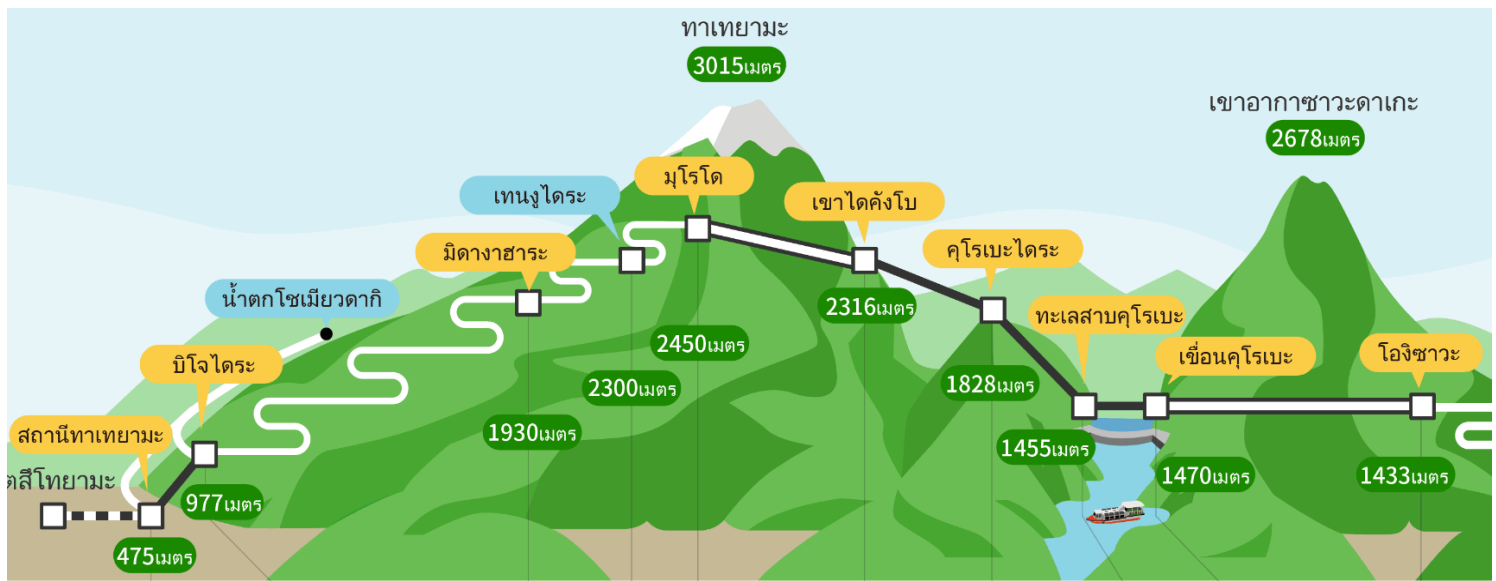 ทาเทยามะ
3015เมตร
เขาอากาซาวะดาเกะ
2678เมตร
มุโรโด
เทนงูไดระ
เขาไดคังโบ
มิดางาฮาระ
คุโรเบะไดระ
น้ำตกโชเมียวดากิ
2316เมตร
ทะเลสาบคุโรเบะ
2450เมตร
เขื่อนคุโรเบะ
โองิซาวะ
บิโจไดระ
2300เมตร
1828เมตร
1930เมตร
สถานีทาเทยามะ
1455เมตร
ตสึโทยามะ
977เมตร
1470เมตร
1433เมตร
475เมตร